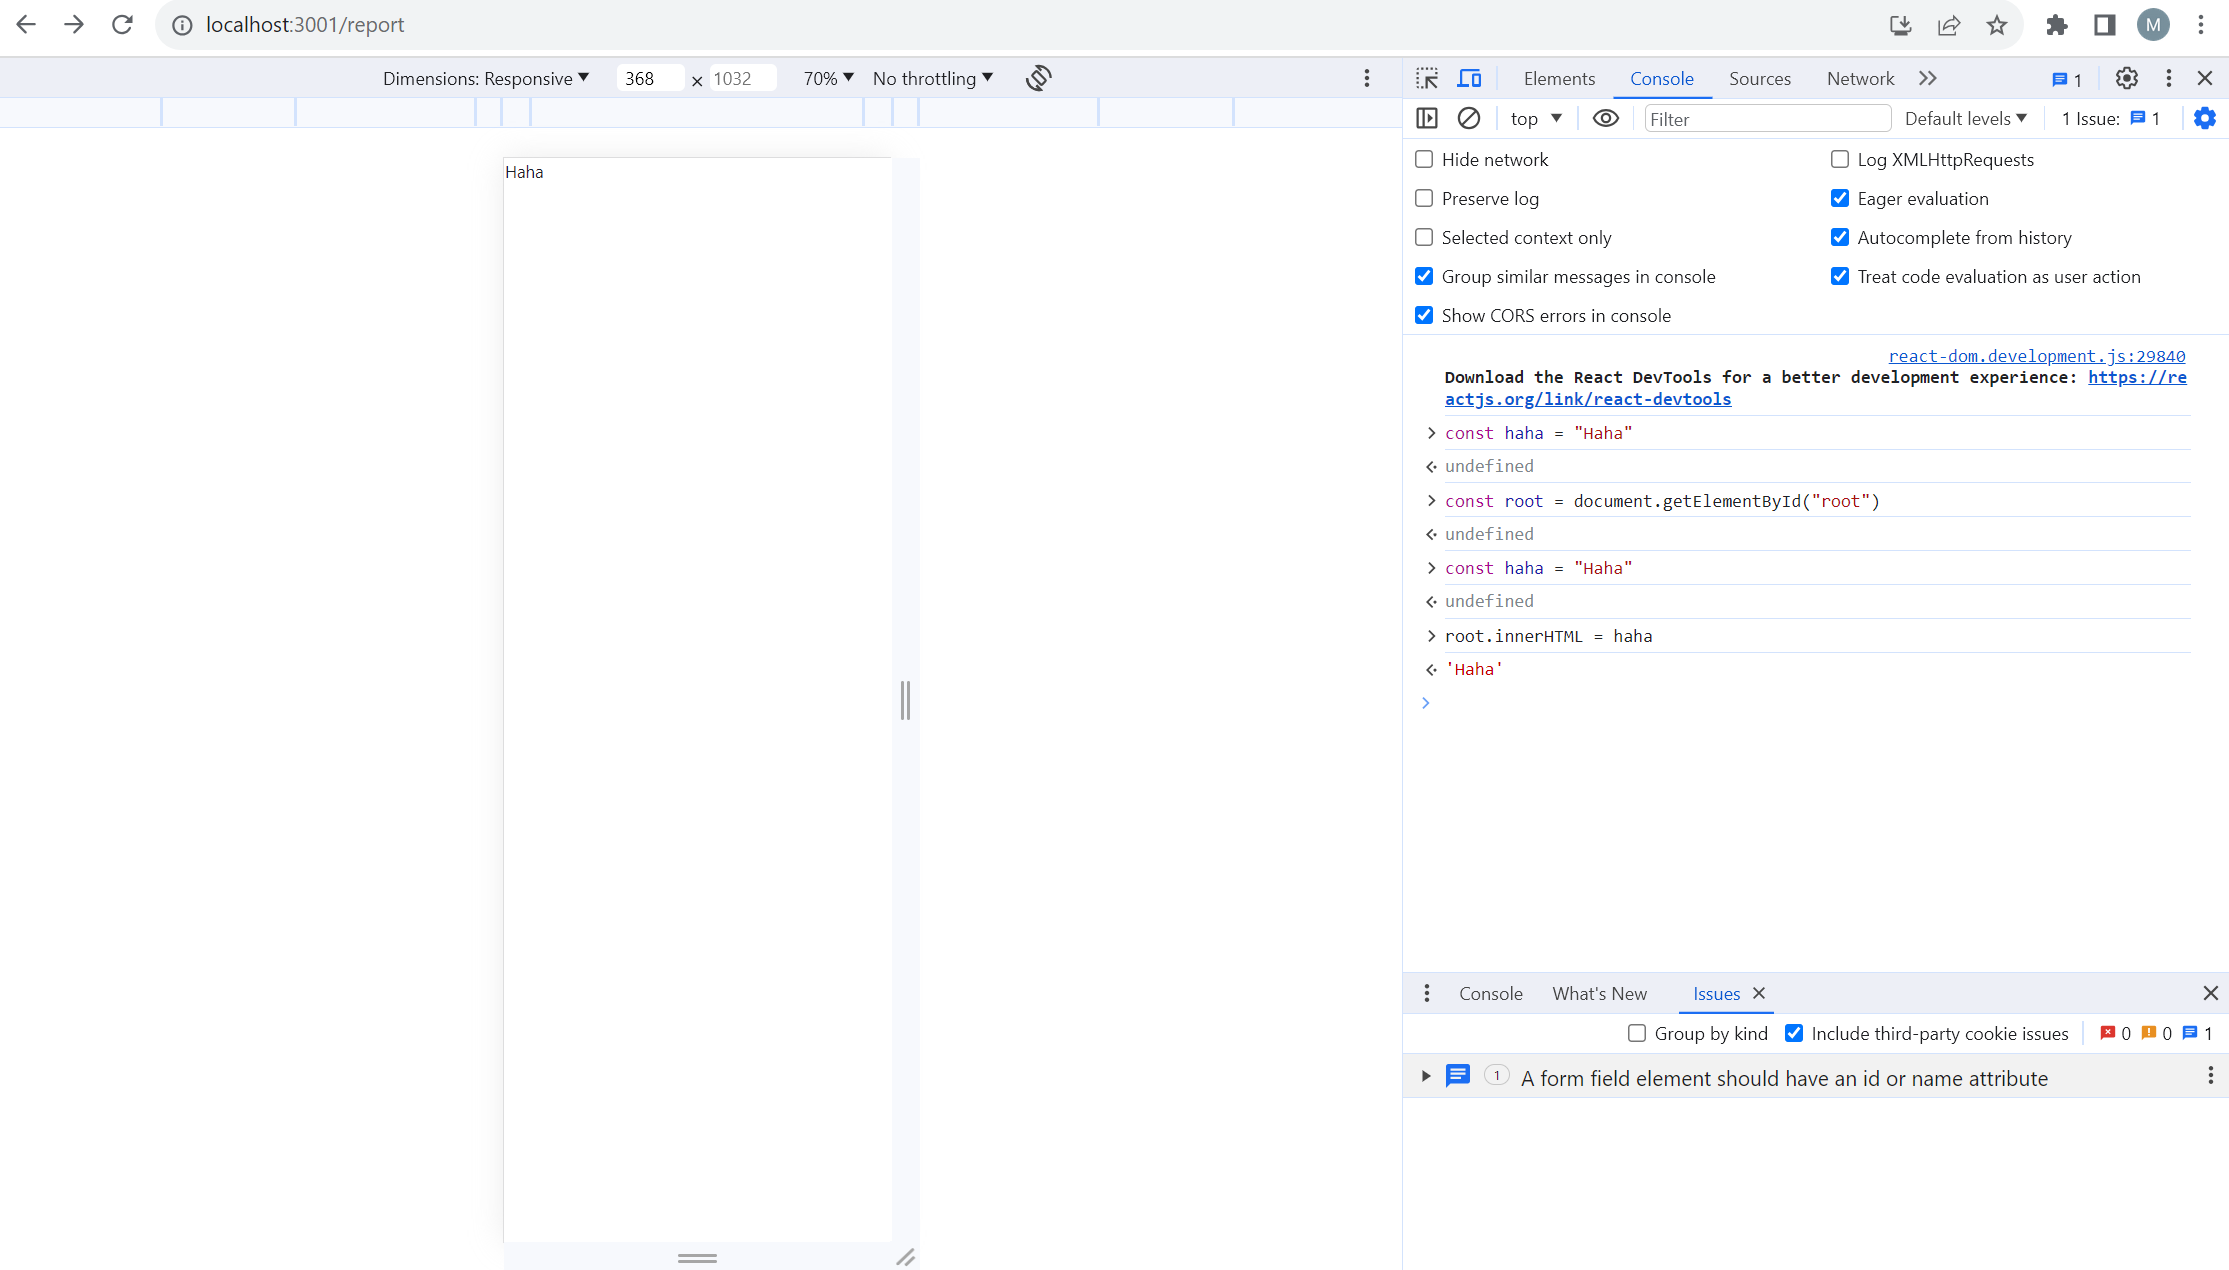 localhost:3001/report
M
Dimensions: Responsive 368 × 1032 70% No throttling
Elements Console Sources Network 1
top Filter Default levels 1 Issue: 1
Hide network Log XMLHttpRequests
Preserve log Eager evaluation
Selected context only Autocomplete from history
Group similar messages in console Treat code evaluation as user action
Show CORS errors in console
Haha
react-dom.development.js:29840
Download the React DevTools for a better development experience: https://re
actjs.org/link/react-devtools
const haha = "Haha"
undefined
const root = document.getElementById("root")
undefined
const haha = "Haha"
undefined
root.innerHTML = haha
'Haha'
Console What's New Issues
Group by kind Include third-party cookie issues 0 0 1
1 A form field element should have an id or name attribute